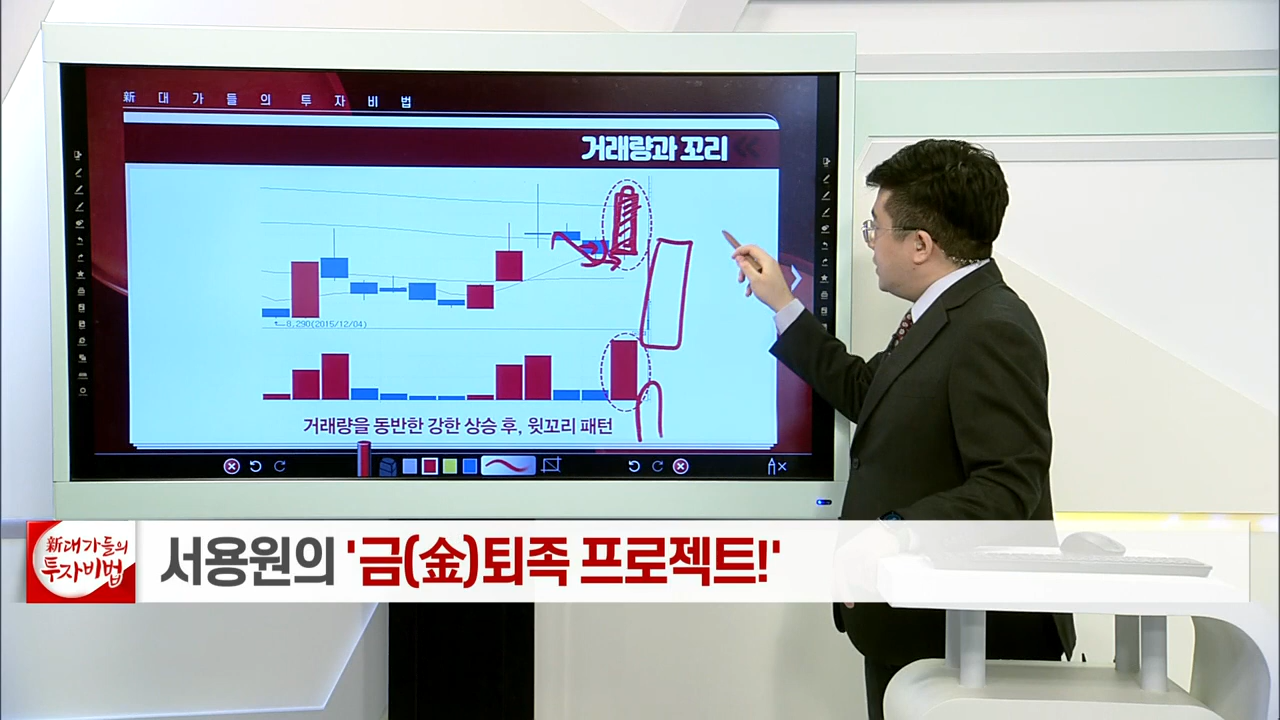 新 대 가 들 의 투 자 비 법
거래량과 꼬리
8,290(2015/12/04)
거래량을 동반한 강한 상승 후, 윗꼬리 패턴
新대가들의
투자비법
서용원의 '금(金)퇴족 프로젝트!'